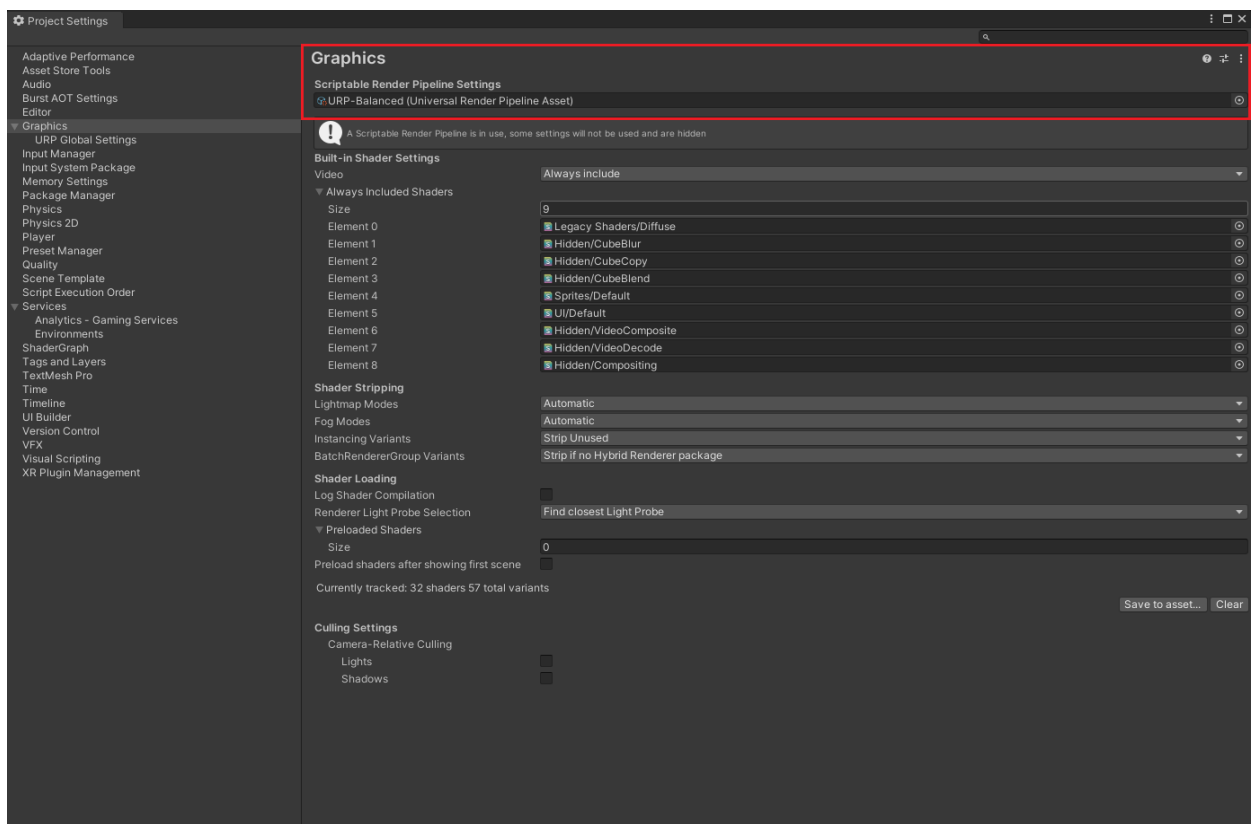 Project Settings
Adaptive Performance
Asset Store Tools
Audio
Burst AOT Settings
Editor
Graphics
URP Global Settings
Input Manager
Input System Package
Memory Settings
Package Manager
Physics
Physics 2D
Player
Preset Manager
Quality
Scene Template
Script Execution Order
Services
Analytics - Gaming Services
Environments
ShaderGraph
Tags and Layers
TextMesh Pro
Time
Timeline
UI Builder
Version Control
VFX
Visual Scripting
XR Plugin Management
Graphics
Scriptable Render Pipeline Settings
URP-Balanced (Universal Render Pipeline Asset)
A Scriptable Render Pipeline is in use, some settings will not be used and are hidden
Built-in Shader Settings
Video Always include
Always Included Shaders
Size 9
Element 0 Legacy Shaders/Diffuse
Element 1 Hidden/CubeBlur
Element 2 Hidden/CubeCopy
Element 3 Hidden/CubeBlend
Element 4 Sprites/Default
Element 5 UI/Default
Element 6 Hidden/VideoComposite
Element 7 Hidden/VideoDecode
Element 8 Hidden/Compositing
Shader Stripping
Lightmap Modes Automatic
Fog Modes Automatic
Instancing Variants Strip Unused
BatchRendererGroup Variants Strip if no Hybrid Renderer package
Shader Loading
Log Shader Compilation
Renderer Light Probe Selection Find closest Light Probe
Preloaded Shaders
Size 0
Preload shaders after showing first scene
Currently tracked: 32 shaders 57 total variants
Save to asset... Clear
Culling Settings
Camera-Relative Culling
Lights
Shadows